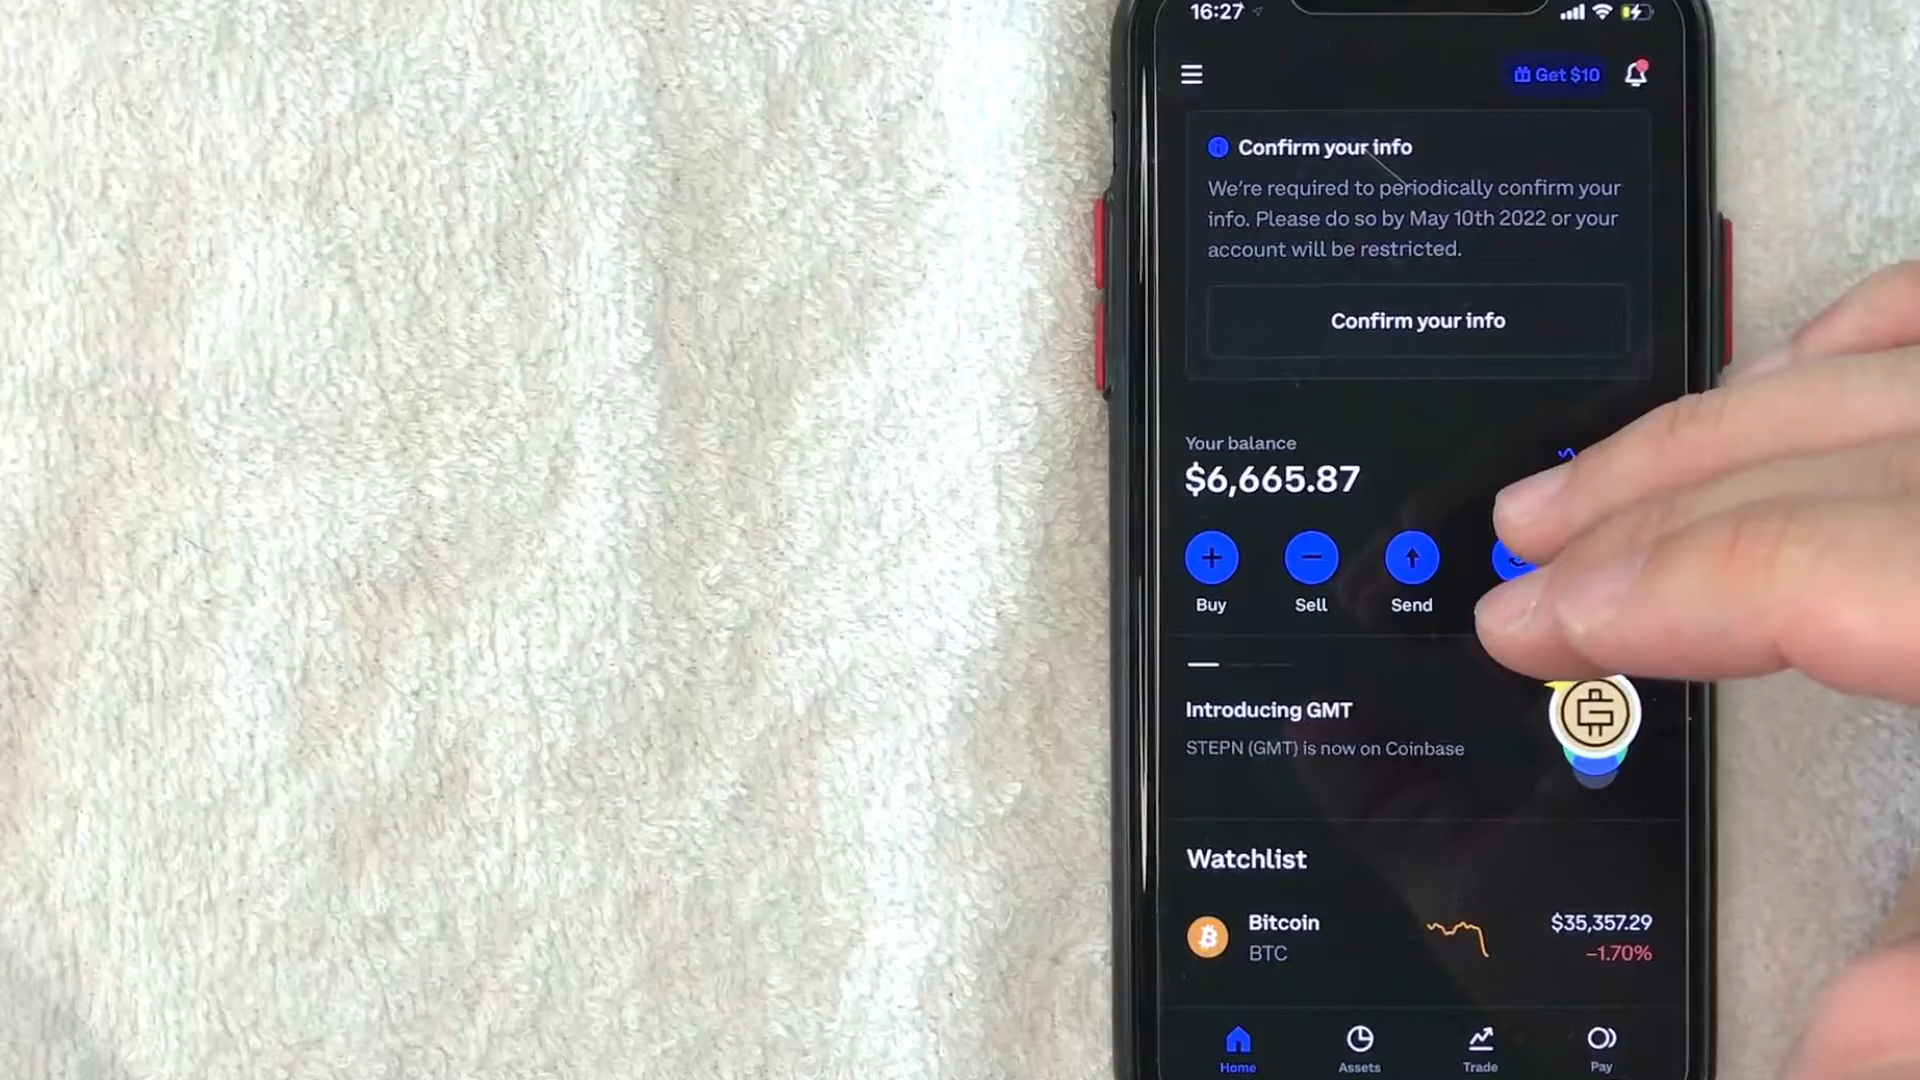 16:27
Get $10
Confirm your info
We're required to periodically confirm your
info. Please do so by May 10th 2022 or your
account will be restricted.
Confirm your info
Your balance
$6,665.87
Buy Sell Send
Introducing GMT
STEPN (GMT) is now on Coinbase
Watchlist
Bitcoin $35,357.29
BTC -1.70%
Home Assets Trade Pay